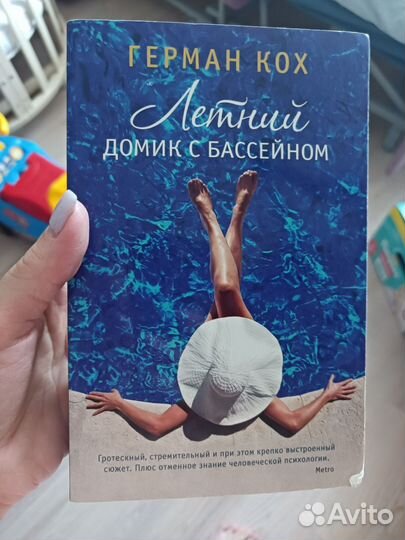 ГЕРМАН КОХ
Летний
ДОМИК С БАССЕЙНОМ
Гротескный, стремительный и при этом крепко выстроенный
сюжет. Плюс отменное знание человеческой психологии.
Metro
Avito